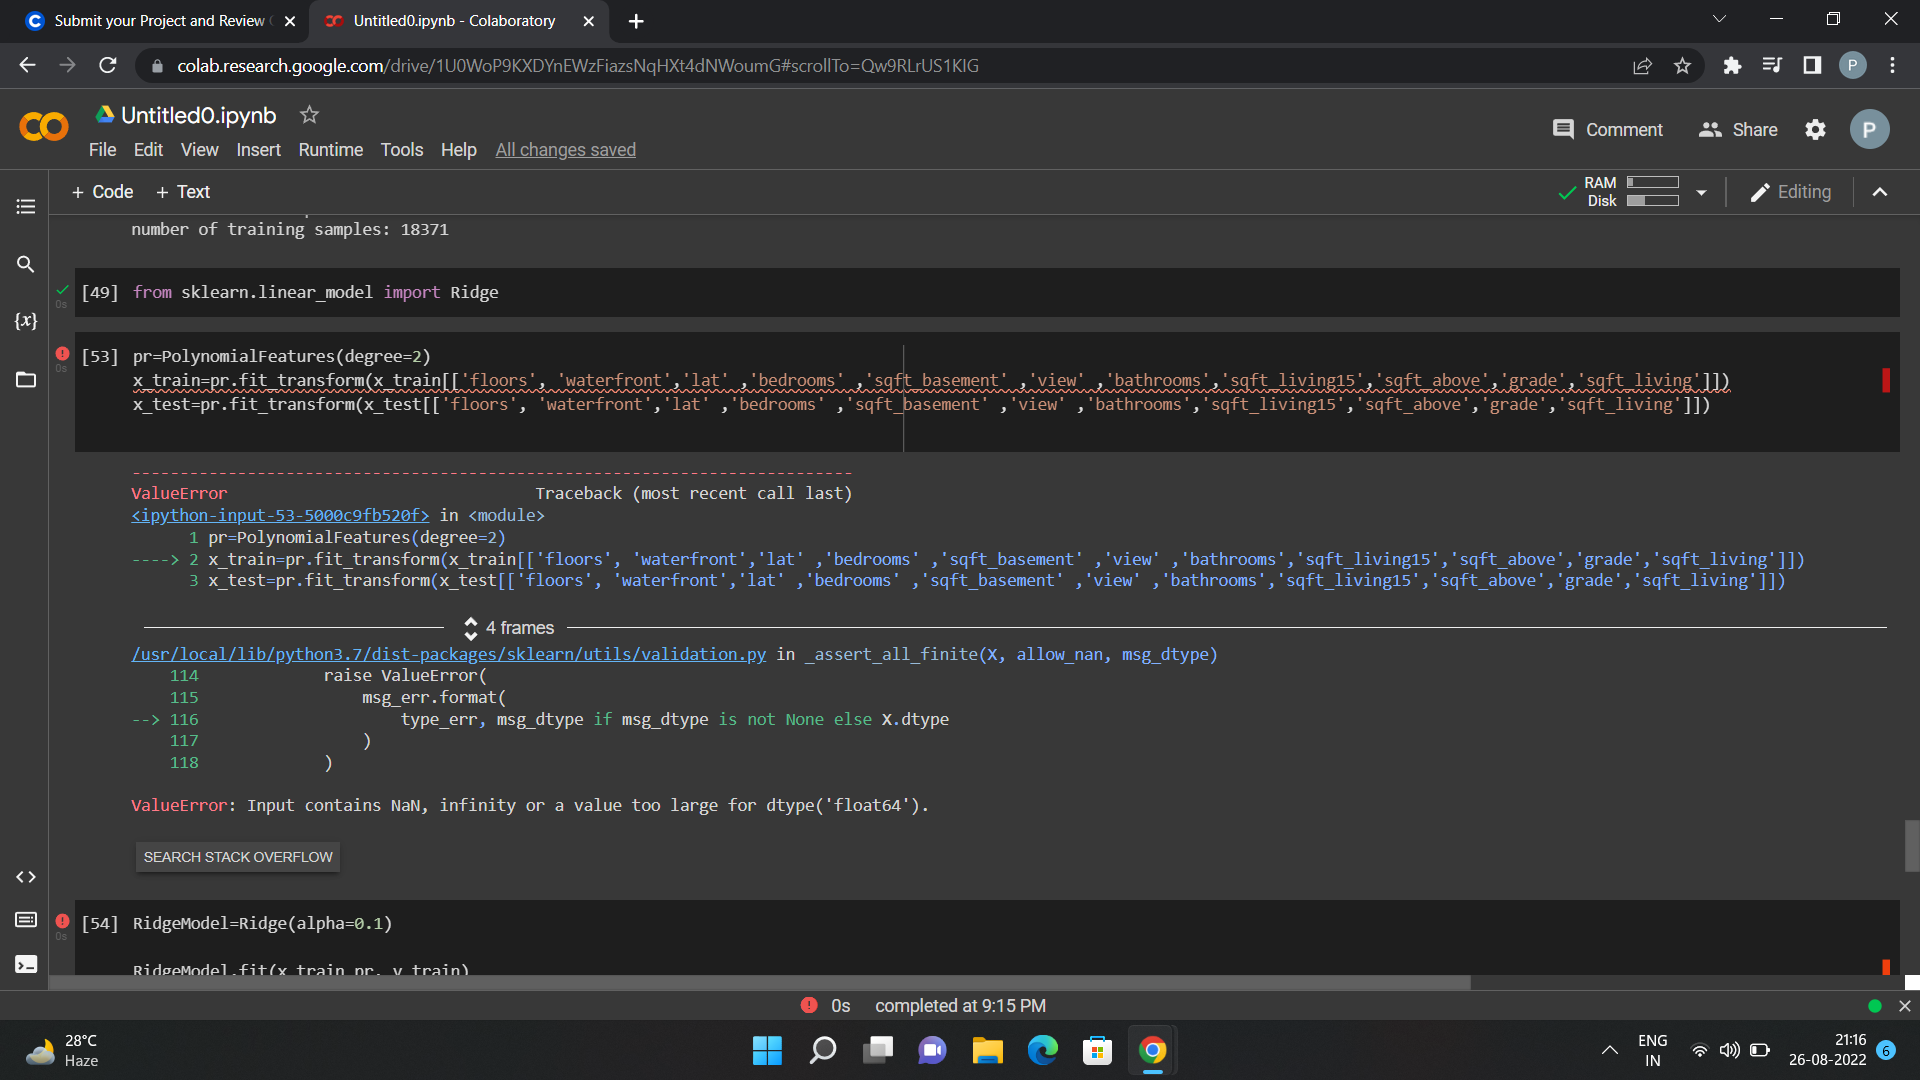 Submit your Project and Review
Untitled0.ipynb - Colaboratory
colab.research.google.com/drive/1U0WoP9KXDYnEWzFiazsNqHXt4dNWoumG#scrollTo=Qw9RLrUS1KIG
P
Untitled0.ipynb
Comment
Share
P
File Edit View Insert Runtime Tools Help All changes saved
+ Code + Text
RAM
Disk
Editing
number of training samples: 18371
0s
[49] from sklearn.linear_model import Ridge
0s
[53] pr=PolynomialFeatures(degree=2)
x_train=pr.fit_transform(x_train[['floors', 'waterfront','lat' ,'bedrooms' ,'sqft_basement' ,'view' ,'bathrooms','sqft_living15','sqft_above','grade','sqft_living']])
x_test=pr.fit_transform(x_test[['floors', 'waterfront','lat' ,'bedrooms' ,'sqft_basement' ,'view' ,'bathrooms','sqft_living15','sqft_above','grade','sqft_living']])
---------------------------------------------------------------------------
ValueError Traceback (most recent call last)
<ipython-input-53-5000c9fb520f> in <module>
1 pr=PolynomialFeatures(degree=2)
----> 2 x_train=pr.fit_transform(x_train[['floors', 'waterfront','lat' ,'bedrooms' ,'sqft_basement' ,'view' ,'bathrooms','sqft_living15','sqft_above','grade','sqft_living']])
3 x_test=pr.fit_transform(x_test[['floors', 'waterfront','lat' ,'bedrooms' ,'sqft_basement' ,'view' ,'bathrooms','sqft_living15','sqft_above','grade','sqft_living']])
4 frames
/usr/local/lib/python3.7/dist-packages/sklearn/utils/validation.py in _assert_all_finite(X, allow_nan, msg_dtype)
114 raise ValueError(
115 msg_err.format(
--> 116 type_err, msg_dtype if msg_dtype is not None else X.dtype
117 )
118 )
ValueError: Input contains NaN, infinity or a value too large for dtype('float64').
SEARCH STACK OVERFLOW
0s
[54] RidgeModel=Ridge(alpha=0.1)
RidgeModel.fit(x_train_pr, y_train)
0s completed at 9:15 PM
28°C
Haze
ENG
IN
21:16
26-08-2022
6